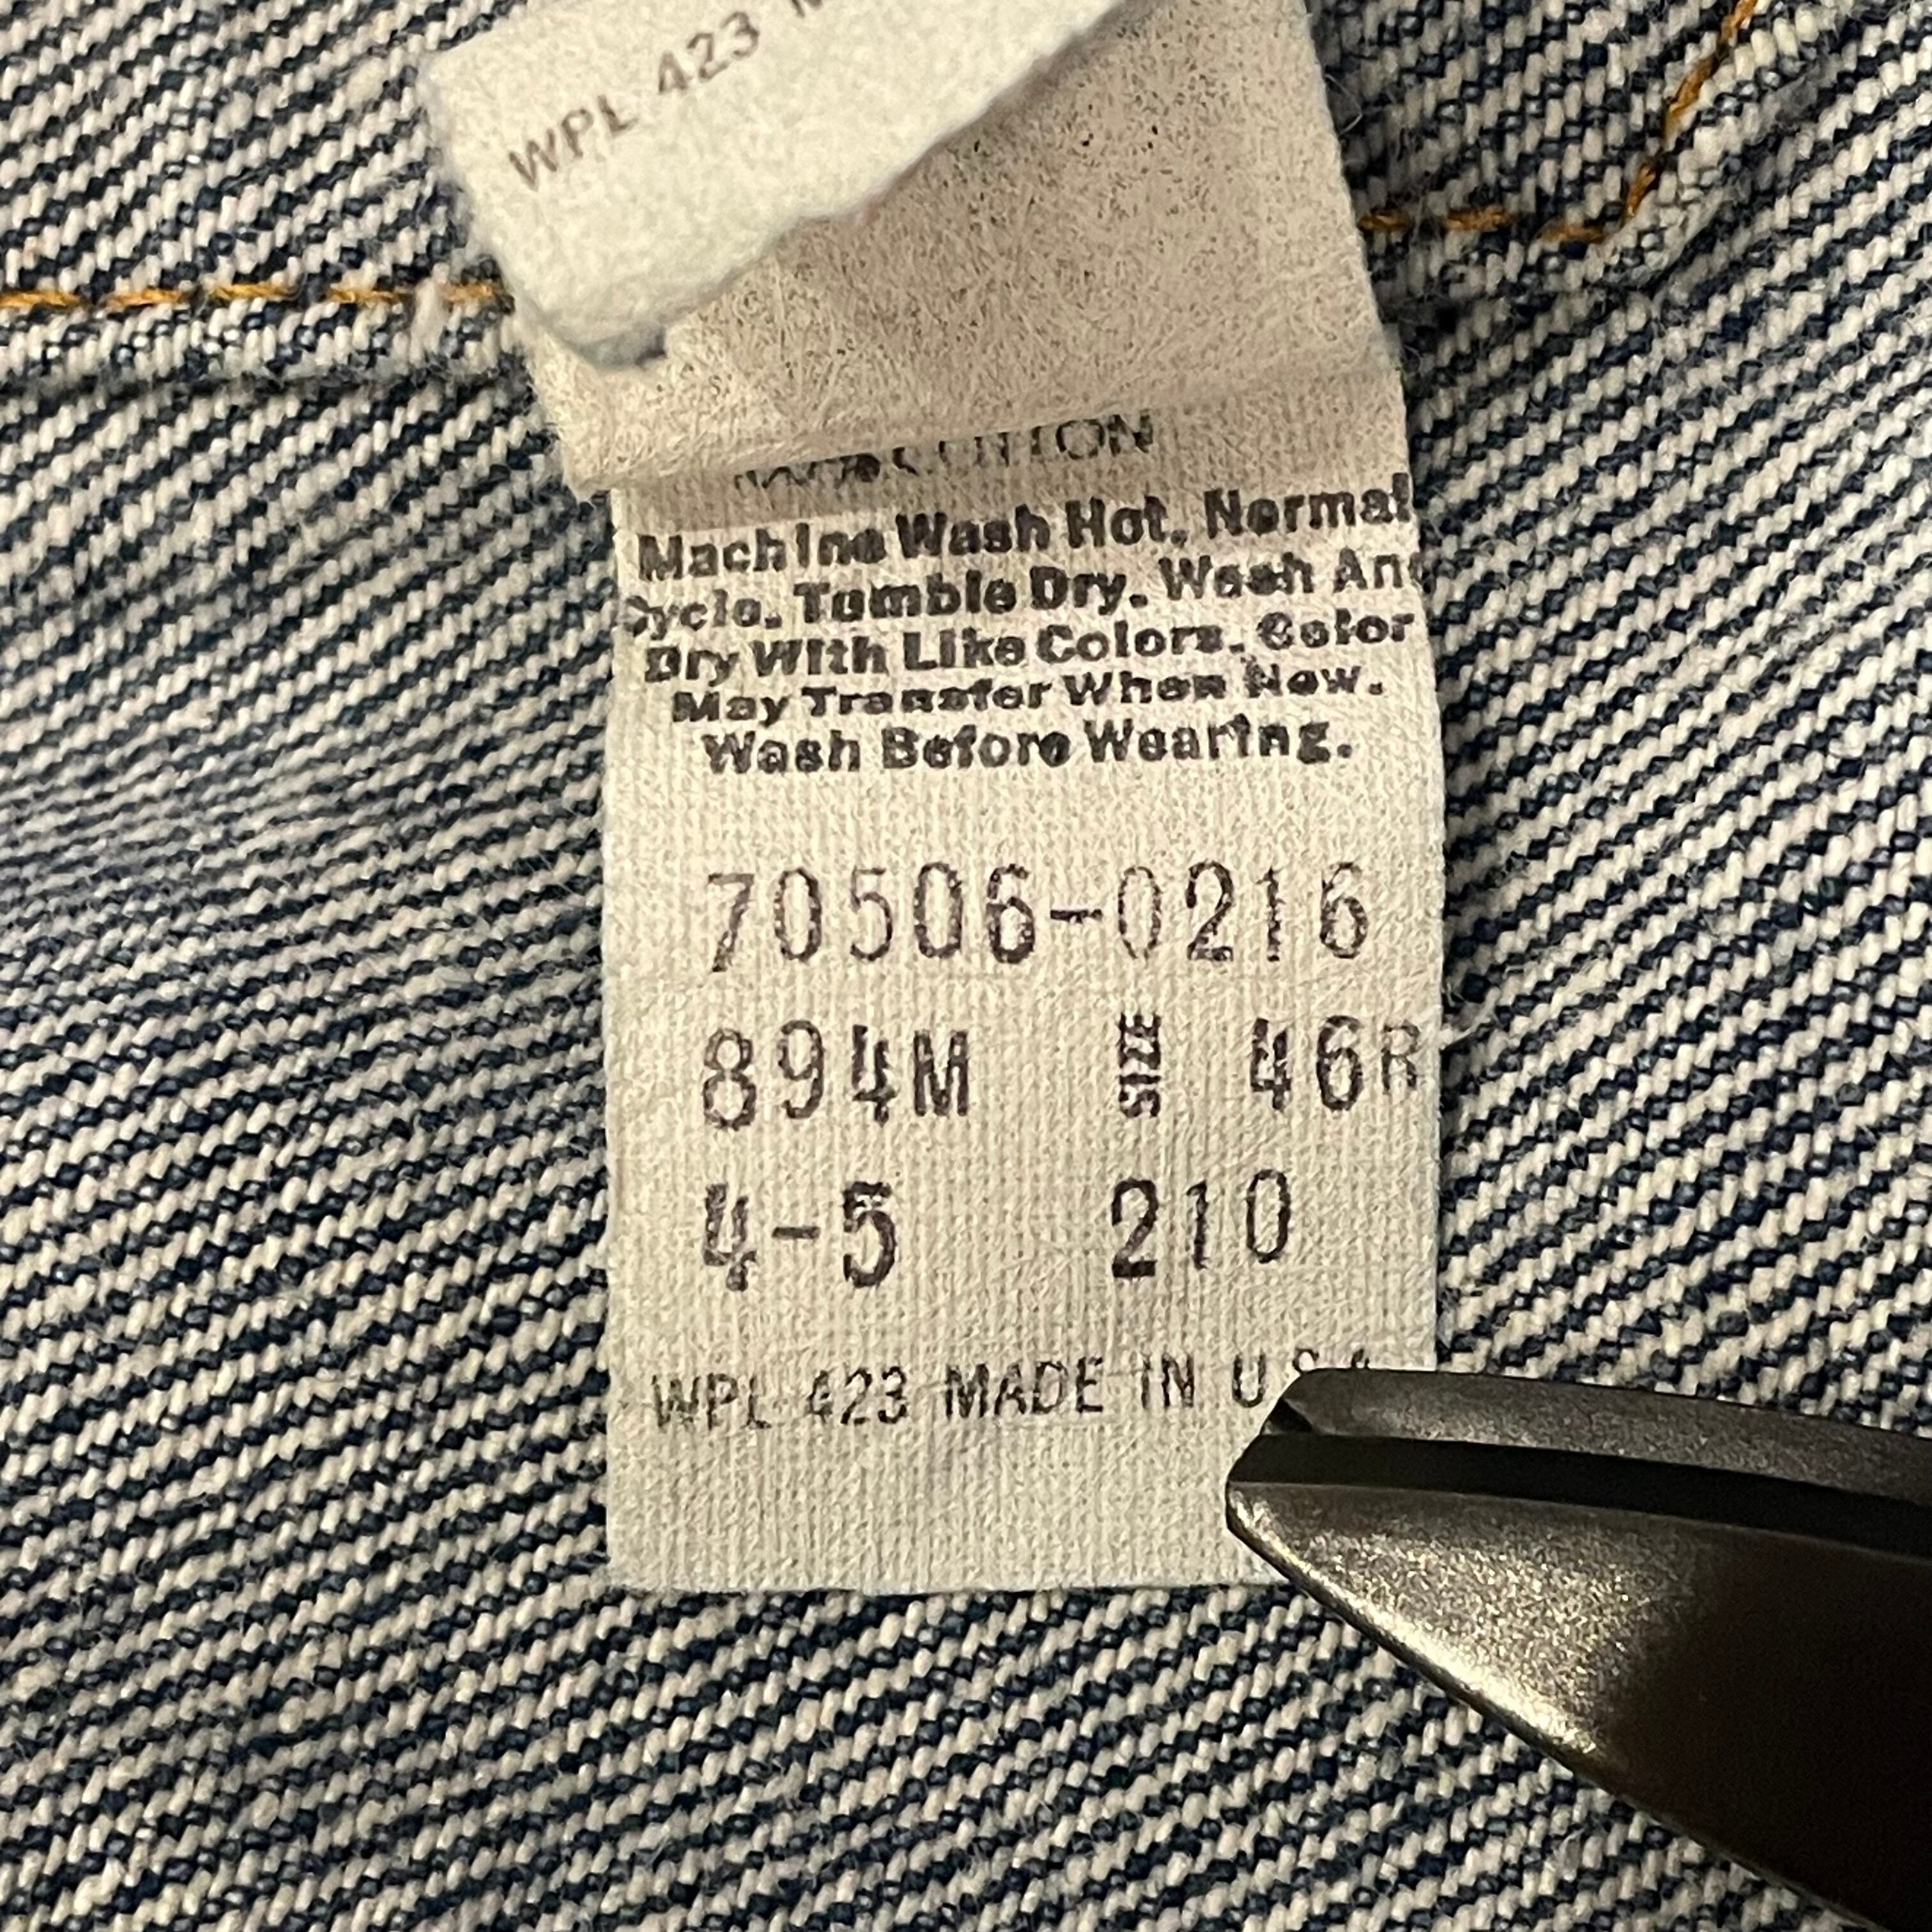 WPL 423
COTTON
Machine Wash Hot. Normal
Cycle. Tumble Dry. Wash And
Dry With Like Colors. Color
May Transfer When New.
Wash Before Wearing.
70506-0216
894M SIZE 46R
4-5 210
WPL 423 MADE IN U.S.A.